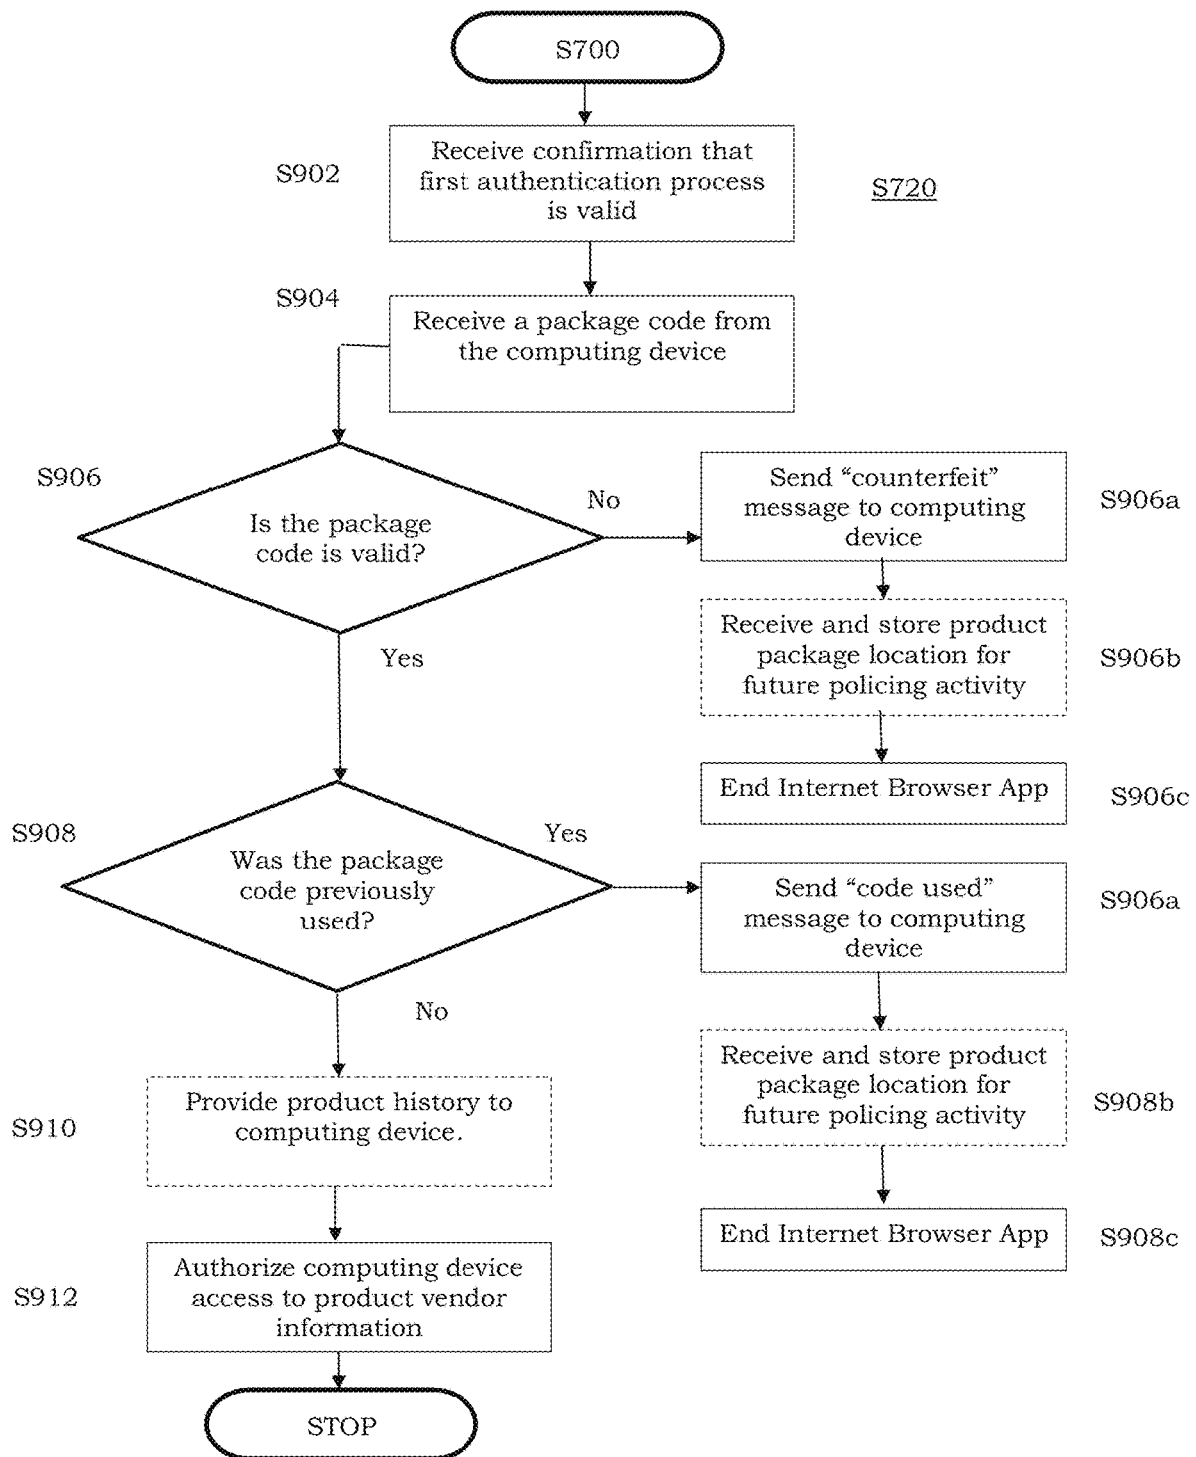 S700
S902
Receive confirmation that
first authentication process
is valid
S720
S904
Receive a package code from
the computing device
S906
Is the package
code is valid?
No
Yes
Send “counterfeit”
message to computing
device
S906a
Receive and store product
package location for
future policing activity
S906b
End Internet Browser App
S906c
S908
Was the package
code previously
used?
Yes
No
Send “code used”
message to computing
device
S906a
Receive and store product
package location for
future policing activity
S908b
End Internet Browser App
S908c
S910
Provide product history to
computing device.
S912
Authorize computing device
access to product vendor
information
STOP